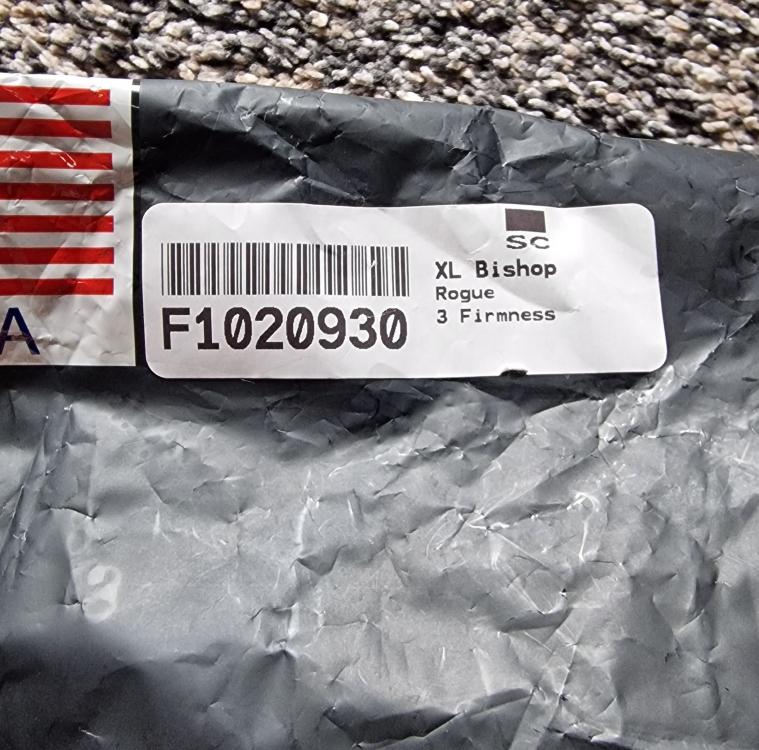 A
SC
XL Bishop
Rogue
3 Firmness
F1020930